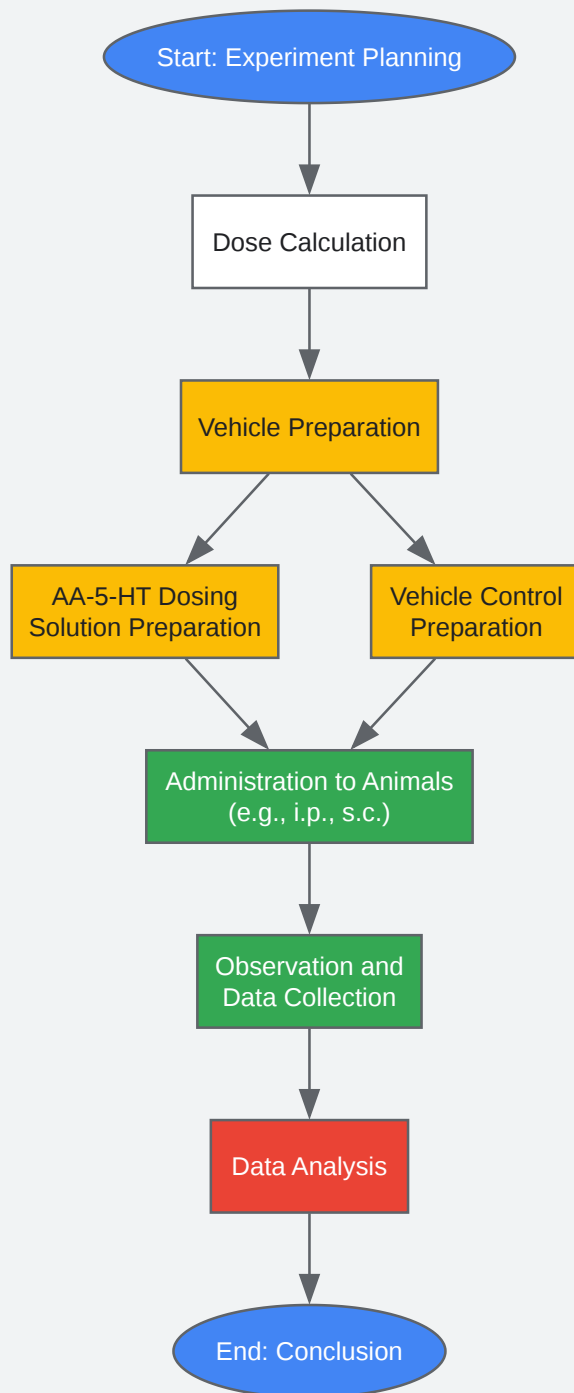 Start: Experiment Planning
Dose Calculation
Vehicle Preparation
AA-5-HT Dosing
Solution Preparation
Vehicle Control
Preparation
Administration to Animals
(e.g., i.p., s.c.)
Observation and
Data Collection
Data Analysis
End: Conclusion